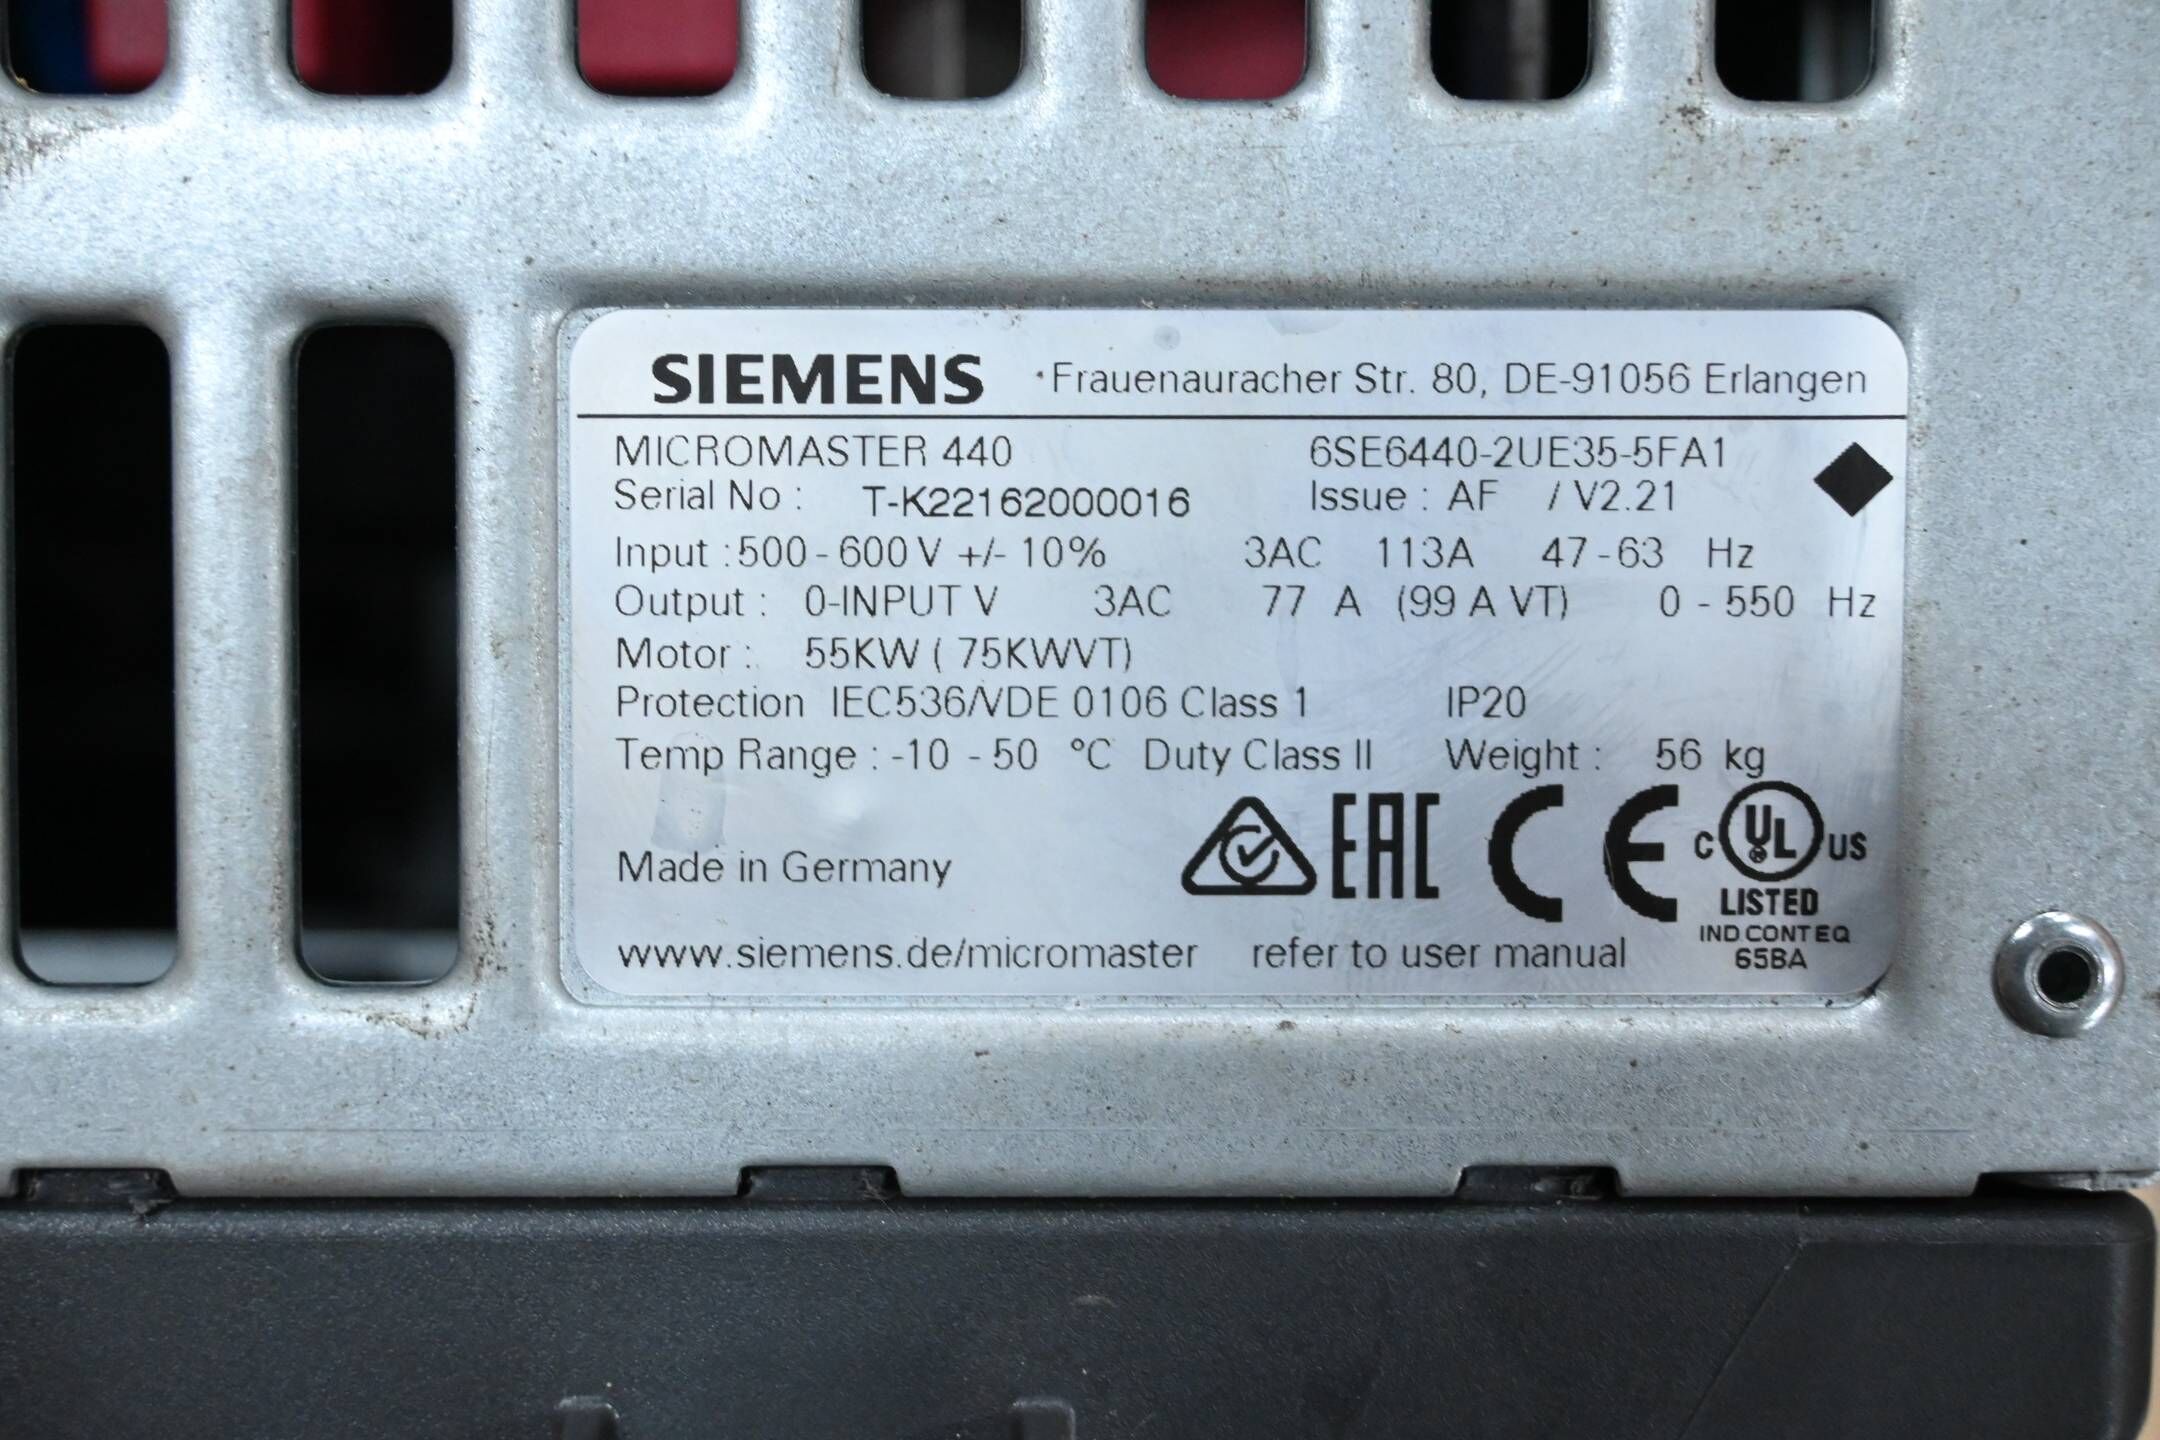 SIEMENS Frauenauracher Str. 80, DE-91056 Erlangen
MICROMASTER 440 6SE6440-2UE35-5FA1
Serial No : T-K22162000016 Issue : AF / V2.21
Input : 500 - 600 V +/- 10% 3AC 113A 47 - 63 Hz
Output : 0-INPUT V 3AC 77 A (99 A VT) 0 - 550 Hz
Motor : 55KW ( 75KWVT)
Protection IEC536/VDE 0106 Class 1 IP20
Temp Range : -10 - 50 °C Duty Class II Weight : 56 kg
Made in Germany EAC CE C UL US
LISTED
IND CONT EQ
65BA
www.siemens.de/micromaster refer to user manual